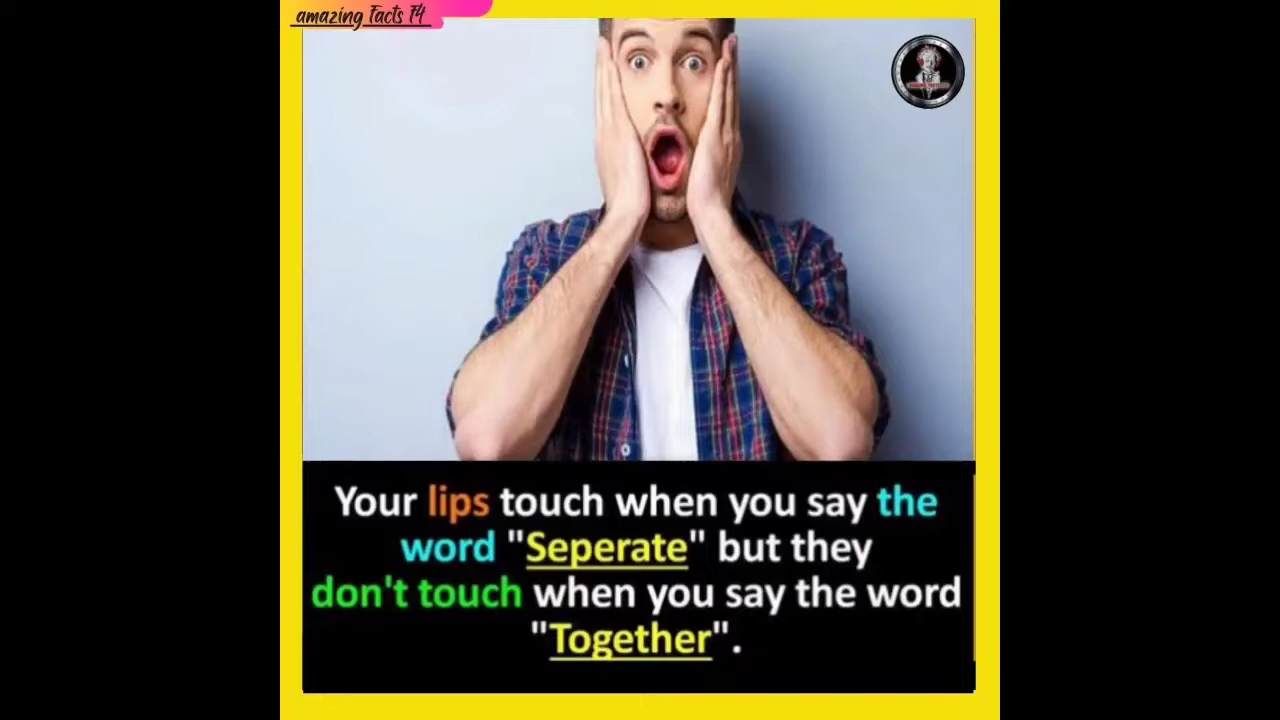 amazing facts F4
Your lips touch when you say the
word "Seperate" but they
don't touch when you say the word
"Together".